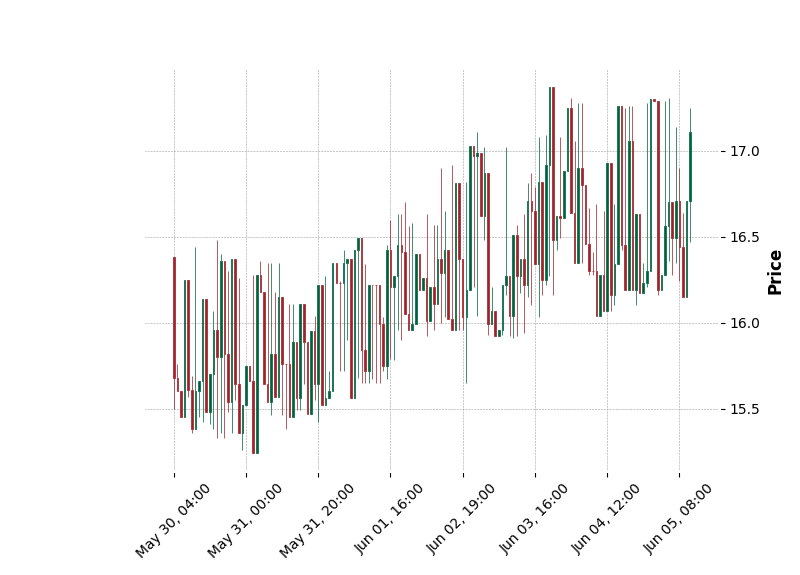 17.0
16.5
16.0
15.5
Price
May 30, 04:00
May 31, 00:00
May 31, 20:00
Jun 01, 16:00
Jun 02, 19:00
Jun 03, 16:00
Jun 04, 12:00
Jun 05, 08:00